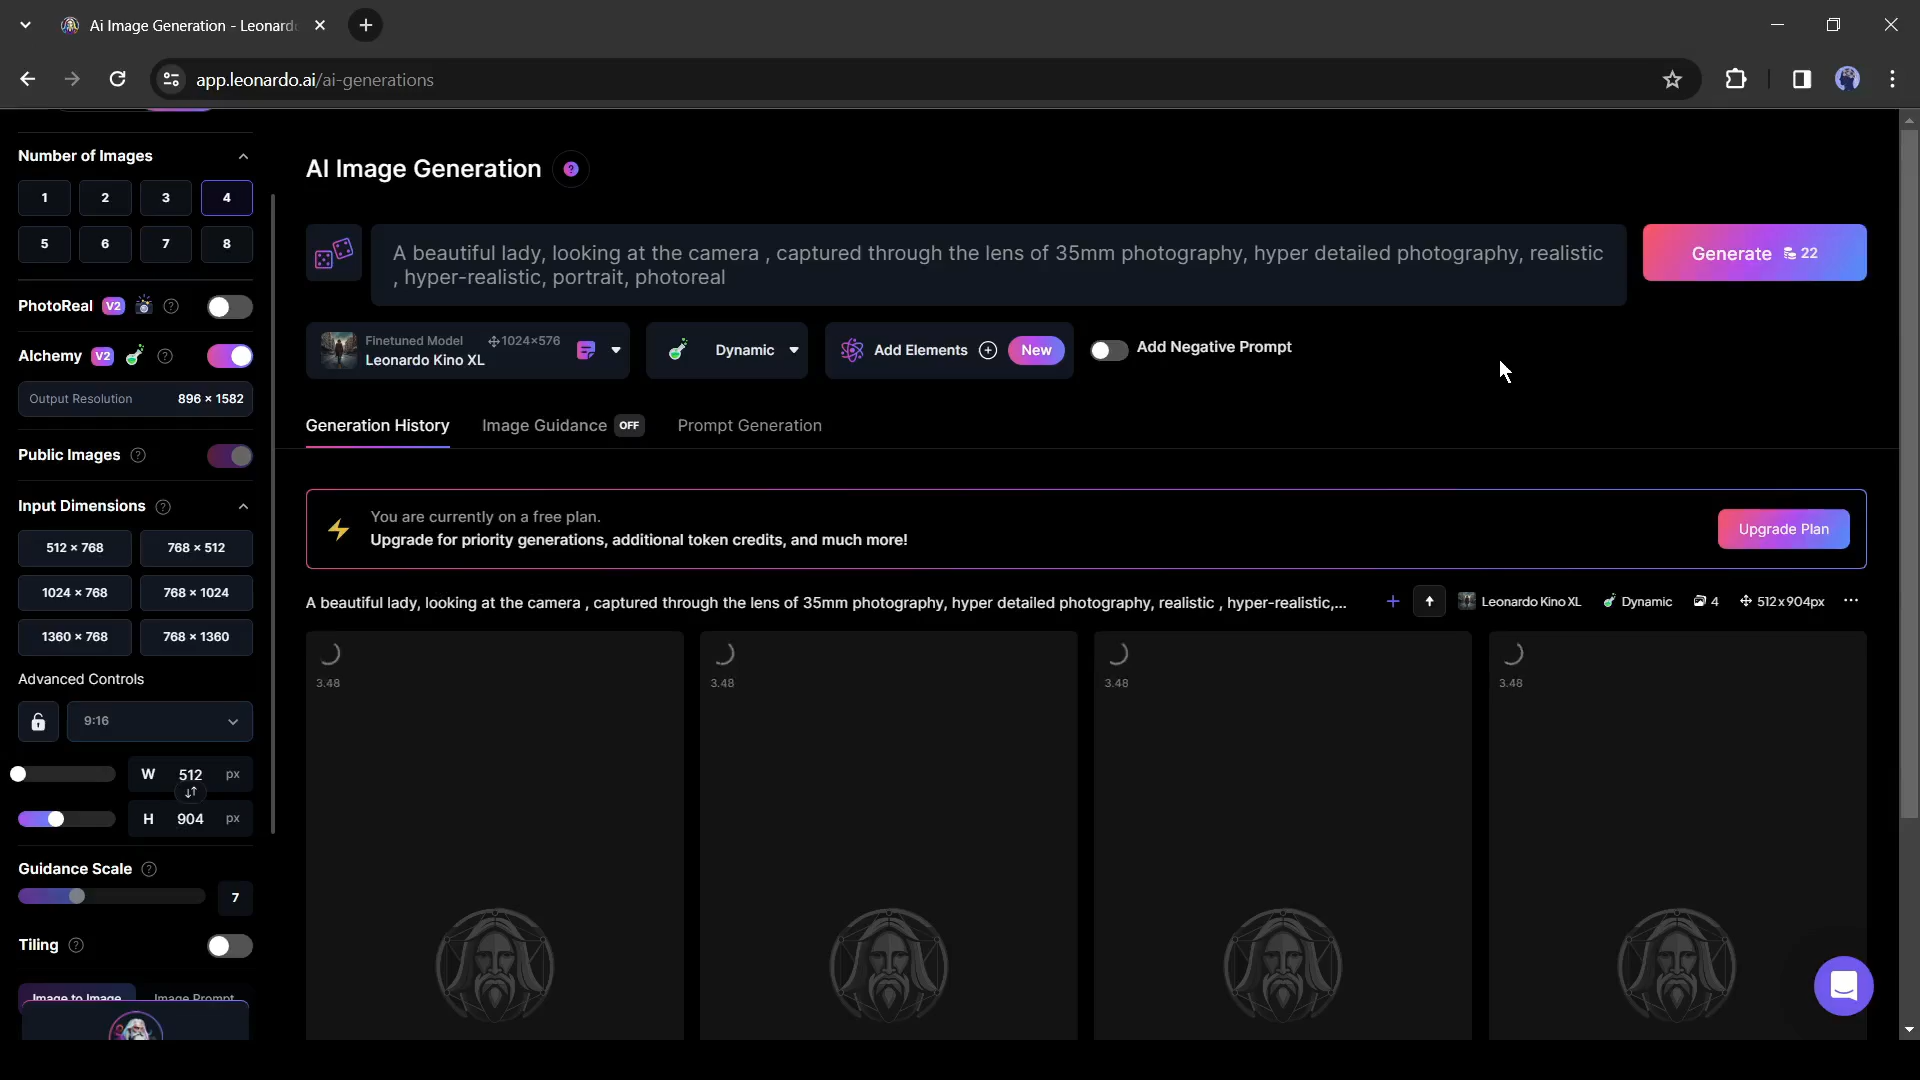 Ai Image Generation - Leonard
app.leonardo.ai/ai-generations
Number of Images
1 2 3 4
5 6 7 8
PhotoReal V2
Alchemy V2
Output Resolution 896 × 1582
Public Images
Input Dimensions
512 × 768 768 × 512
1024 × 768 768 × 1024
1360 × 768 768 × 1360
Advanced Controls
9:16
W 512 px
H 904 px
Guidance Scale
7
Tiling
Image to Image Image Prompt
AI Image Generation ?
A beautiful lady, looking at the camera , captured through the lens of 35mm photography, hyper detailed photography, realistic
, hyper-realistic, portrait, photoreal
Generate 22
Finetuned Model 1024×576
Leonardo Kino XL
Dynamic
Add Elements New
Add Negative Prompt
Generation History Image Guidance OFF Prompt Generation
You are currently on a free plan.
Upgrade for priority generations, additional token credits, and much more!
Upgrade Plan
A beautiful lady, looking at the camera , captured through the lens of 35mm photography, hyper detailed photography, realistic , hyper-realistic,... Leonardo Kino XL Dynamic 4 512x904px
3.48 3.48 3.48 3.48